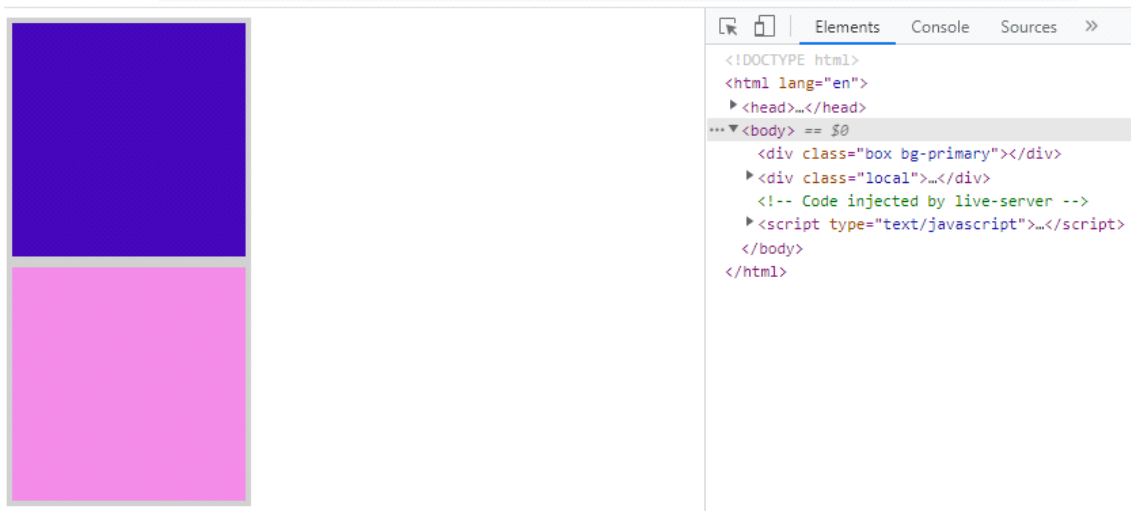 Elements Console Sources »
<!DOCTYPE html>
<html lang="en">
▶<head>…</head>
••• ▼<body> == $0
<div class="box bg-primary"></div>
▶<div class="local">…</div>
<!-- Code injected by live-server -->
▶<script type="text/javascript">…</script>
</body>
</html>